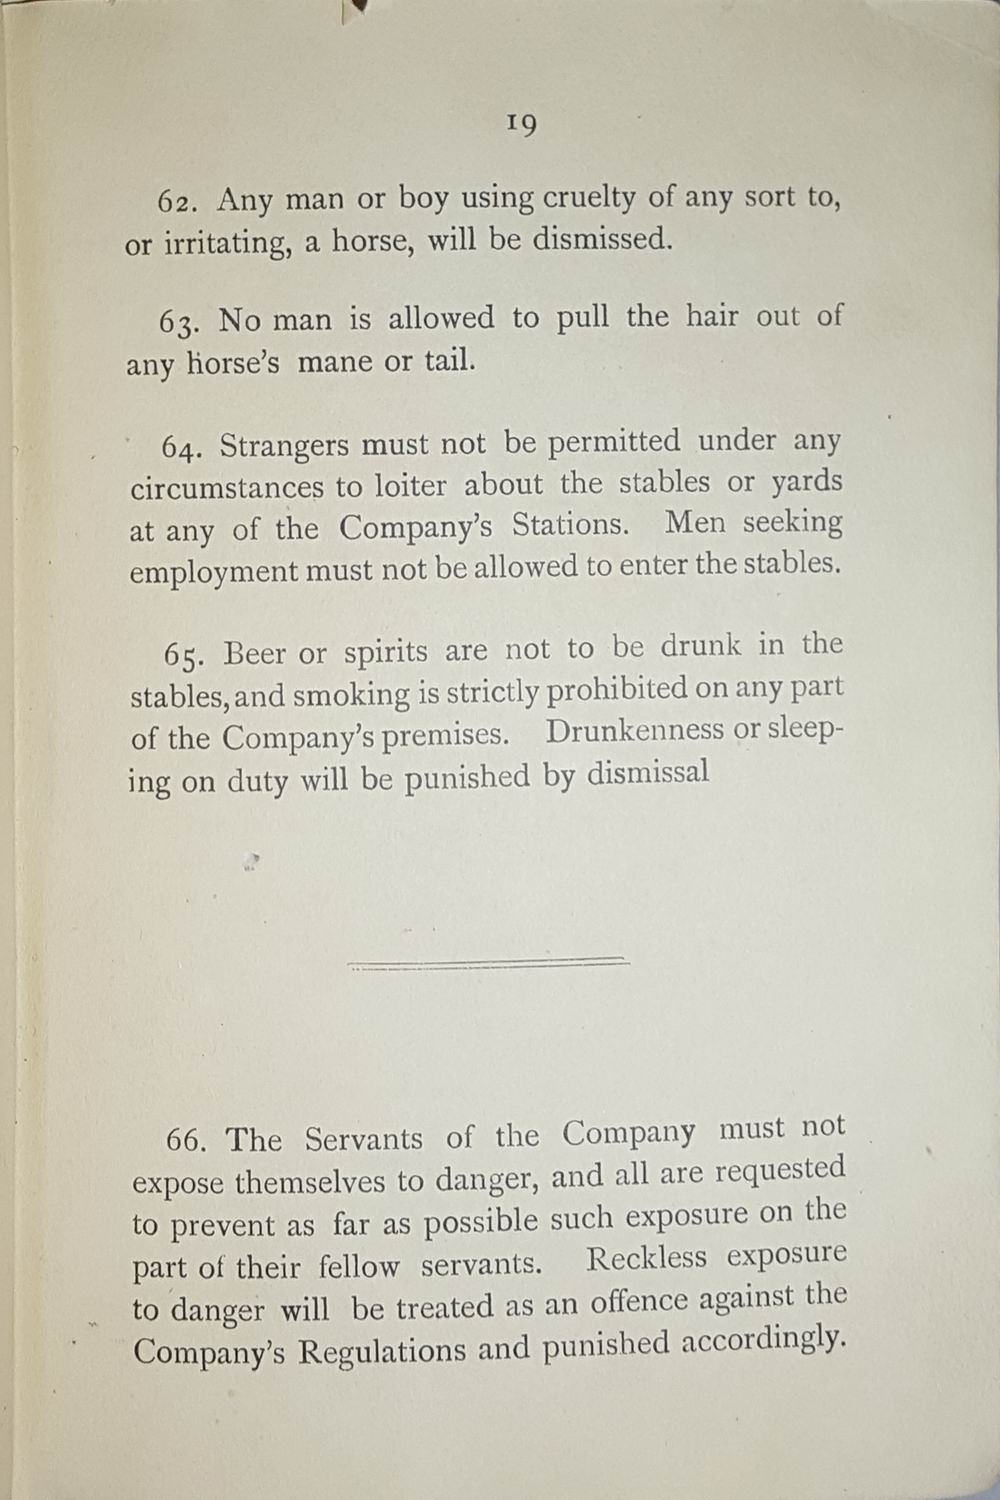 19
62. Any man or boy using cruelty of any sort to,
or irritating, a horse, will be dismissed.
63. No man is allowed to pull the hair out of
any horse's mane or tail.
64. Strangers must not be permitted under any
circumstances to loiter about the stables or yards
at any of the Company's Stations. Men seeking
employment must not be allowed to enter the stables.
65. Beer or spirits are not to be drunk in the
stables, and smoking is strictly prohibited on any part
of the Company's premises. Drunkenness or sleep-
ing on duty will be punished by dismissal
66. The Servants of the Company must not
expose themselves to danger, and all are requested
to prevent as far as possible such exposure on the
part of their fellow servants. Reckless exposure
to danger will be treated as an offence against the
Company's Regulations and punished accordingly.